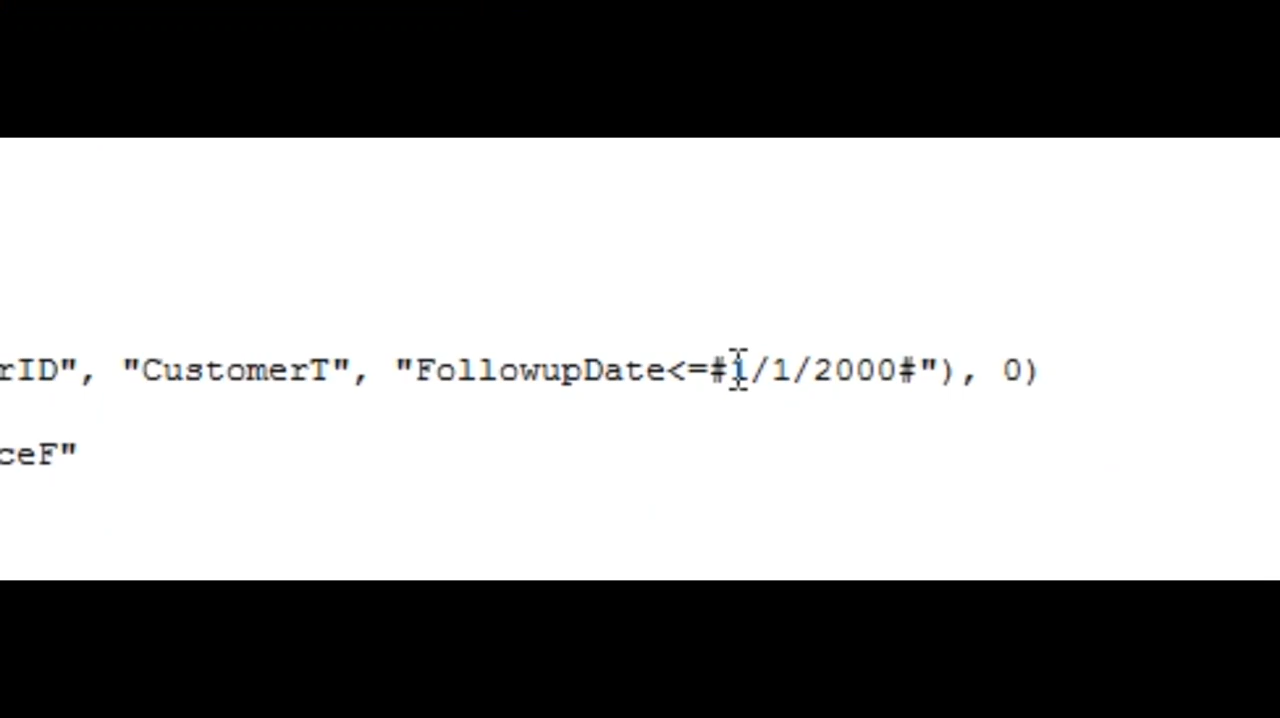 rID", "CustomerT", "FollowupDate<=#1/1/2000#"), 0)
ceF"